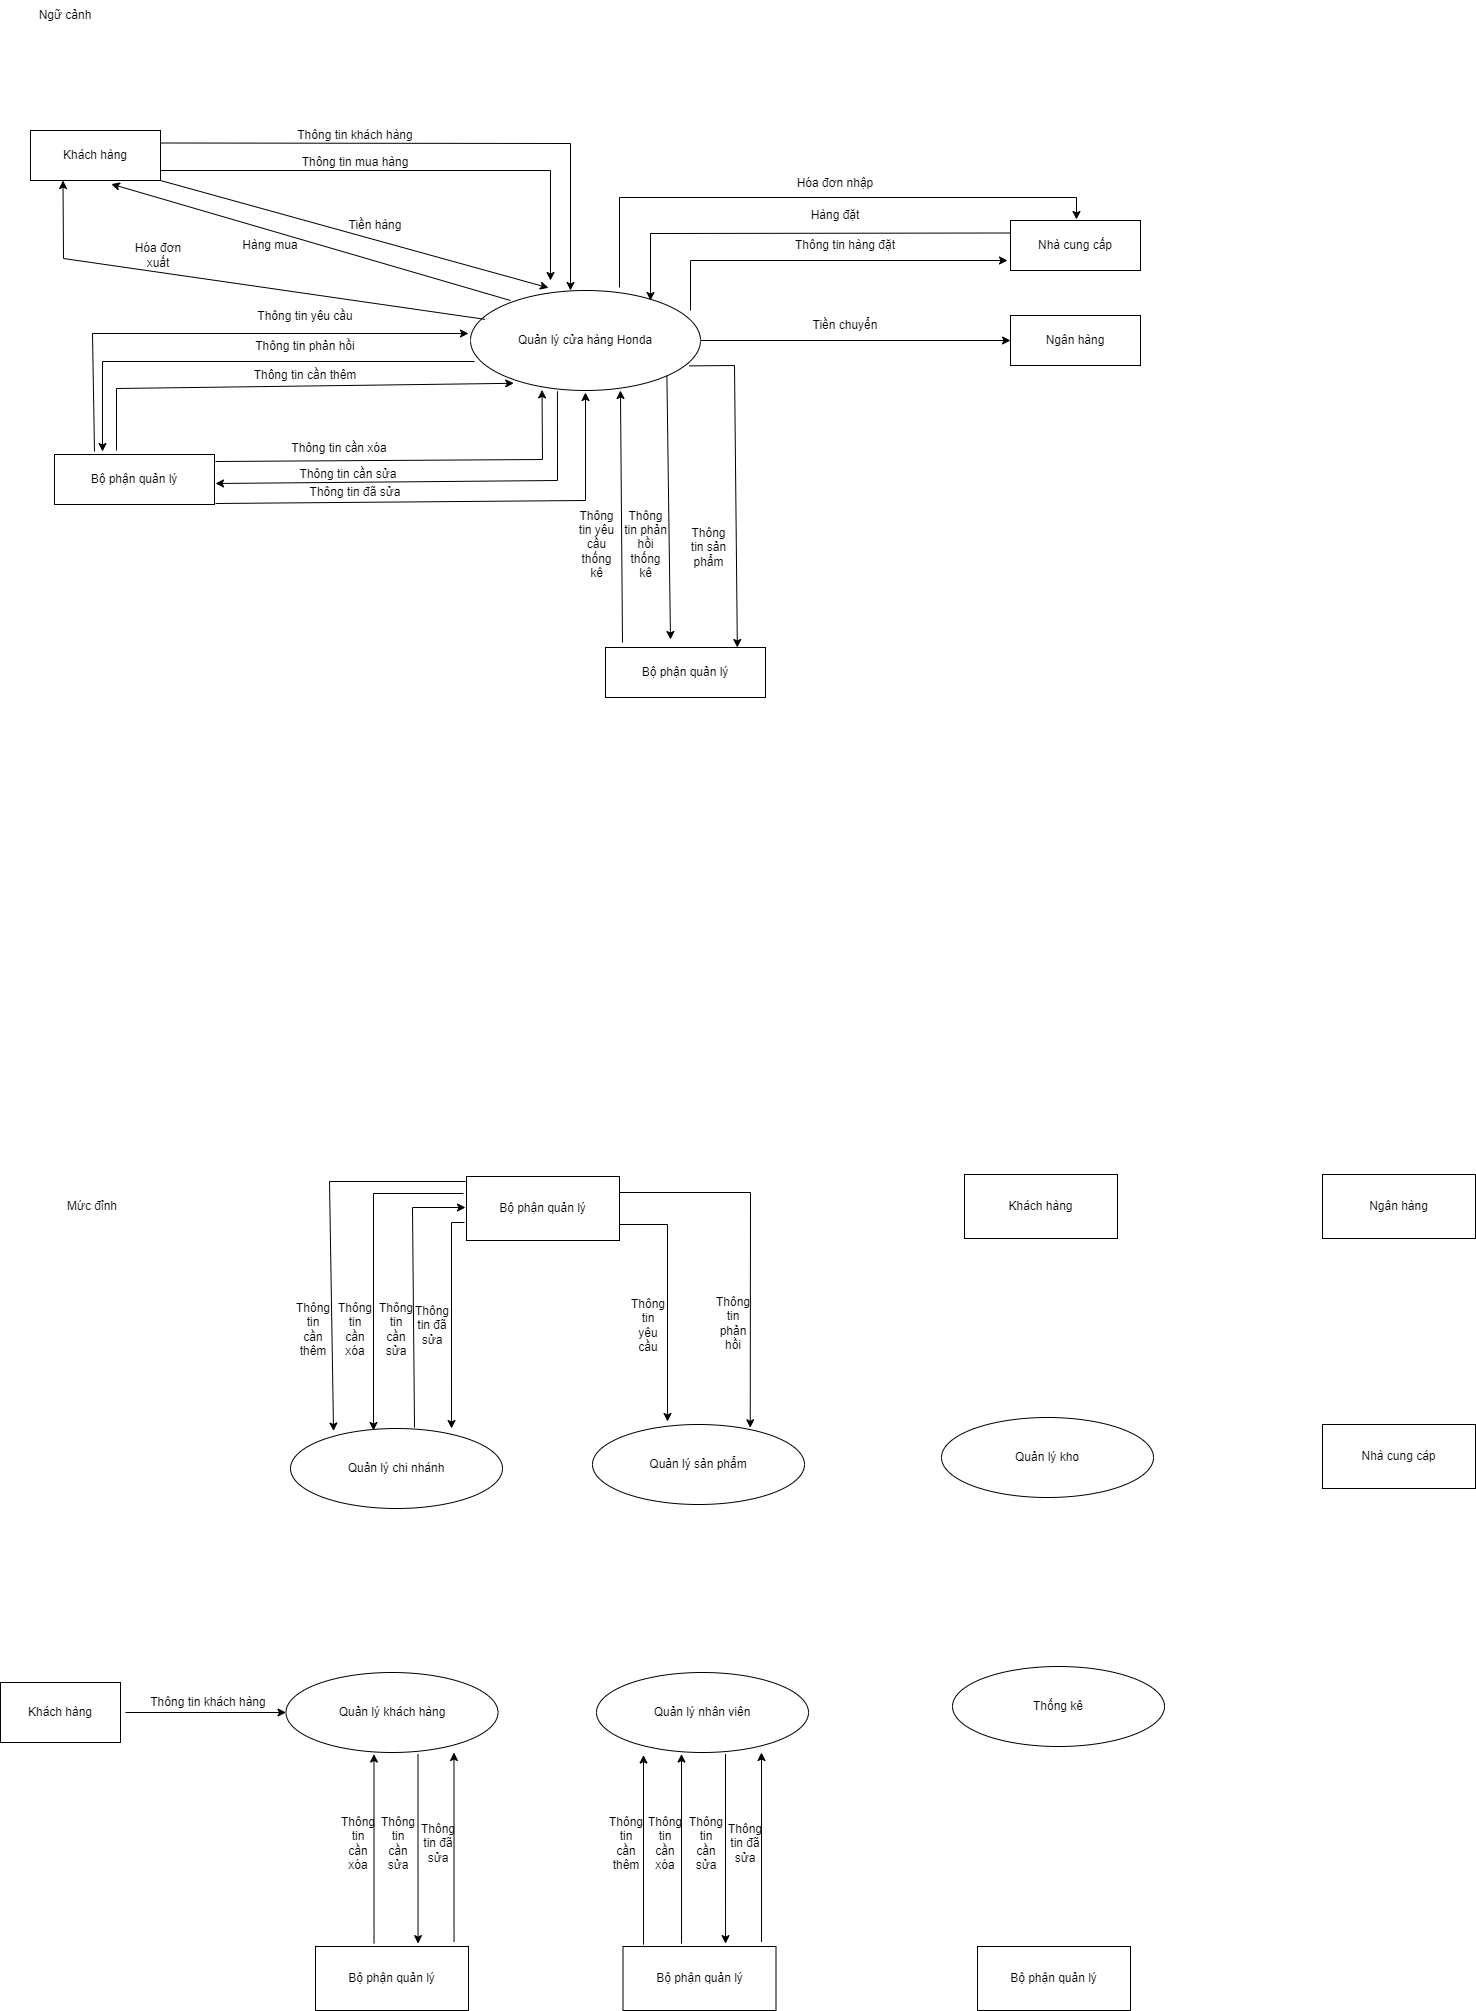 Ngữ cảnh
Khách hàng
Thông tin khách hàng
Thông tin mua hàng
Tiền hàng
Hàng mua
Hóa đơn
xuất
Hóa đơn nhập
Hàng đặt
Thông tin hàng đặt
Nhà cung cấp
Tiền chuyển
Ngân hàng
Quản lý cửa hàng Honda
Thông tin yêu cầu
Thông tin phản hồi
Thông tin cần thêm
Bộ phận quản lý
Thông tin cần xóa
Thông tin cần sửa
Thông tin đã sửa
Thông
tin yêu
cầu
thống
kê
Thông
tin phản
hồi
thống
kê
Thông
tin sản
phẩm
Bộ phận quản lý
Mức đỉnh
Bộ phận quản lý
Khách hàng
Ngân hàng
Thông
tin
cần
thêm
Thông
tin
cần
xóa
Thông
tin
cần
sửa
Thông
tin đã
sửa
Thông
tin
yêu
cầu
Thông
tin
phản
hồi
Quản lý chi nhánh
Quản lý sản phẩm
Quản lý kho
Nhà cung cáp
Khách hàng
Thông tin khách hàng
Quản lý khách hàng
Quản lý nhân viên
Thống kê
Thông
tin
cần
xóa
Thông
tin
cần
sửa
Thông
tin đã
sửa
Thông
tin
cần
thêm
Thông
tin
cần
xóa
Thông
tin
cần
sửa
Thông
tin đã
sửa
Bộ phận quản lý
Bộ phận quản lý
Bộ phận quản lý